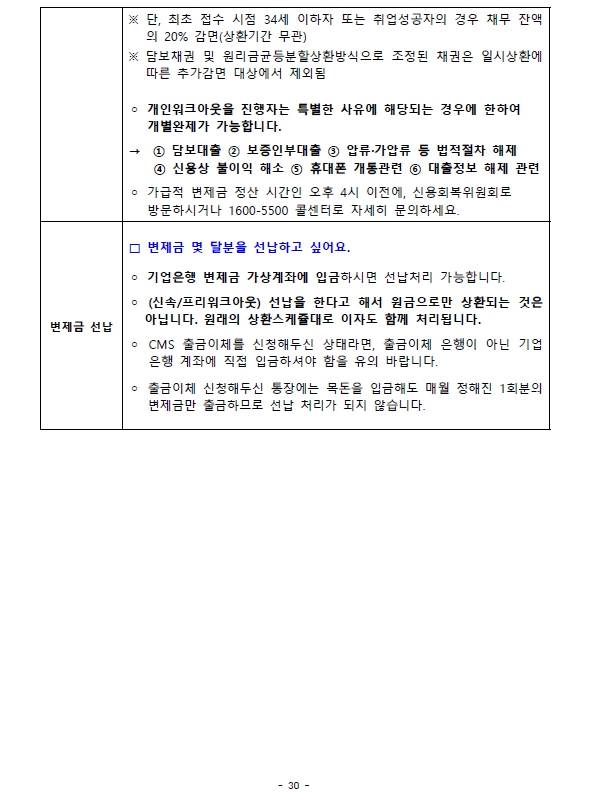 ※ 단, 최초 접수 시점 34세 이하자 또는 취업성공자의 경우 채무 잔액
의 20% 감면(상환기간 무관)
※ 담보채권 및 원리금균등분할상환방식으로 조정된 채권은 일시상환에
따른 추가감면 대상에서 제외됨
○ 개인워크아웃을 진행자는 특별한 사유에 해당되는 경우에 한하여
개별완제가 가능합니다.
→ ① 담보대출 ② 보증인부대출 ③ 압류·가압류 등 법적절차 해제
④ 신용상 불이익 해소 ⑤ 휴대폰 개통관련 ⑥ 대출정보 해제 관련
○ 가급적 변제금 정산 시간인 오후 4시 이전에, 신용회복위원회로
방문하시거나 1600-5500 콜센터로 자세히 문의하세요.
변제금 선납
□ 변제금 몇 달분을 선납하고 싶어요.
○ 기업은행 변제금 가상계좌에 입금하시면 선납처리 가능합니다.
○ (신속/프리워크아웃) 선납을 한다고 해서 원금으로만 상환되는 것은
아닙니다. 원래의 상환스케쥴대로 이자도 함께 처리됩니다.
○ CMS 출금이체를 신청해두신 상태라면, 출금이체 은행이 아닌 기업
은행 계좌에 직접 입금하셔야 함을 유의 바랍니다.
○ 출금이체 신청해두신 통장에는 목돈을 입금해도 매월 정해진 1회분의
변제금만 출금하므로 선납 처리가 되지 않습니다.
- 30 -